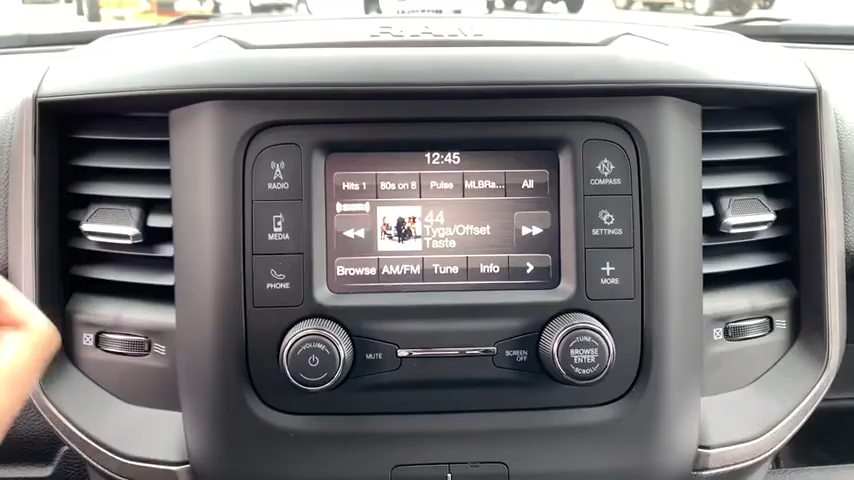 RAM
12:45
Hits 1 80s on 8 Pulse MLBRa... All
44
Tyga/Offset
Taste
Browse AM/FM Tune Info
RADIO
MEDIA
PHONE
COMPASS
SETTINGS
MORE
VOLUME
MUTE
SCREEN OFF
TUNE
BROWSE
ENTER
SCROLL